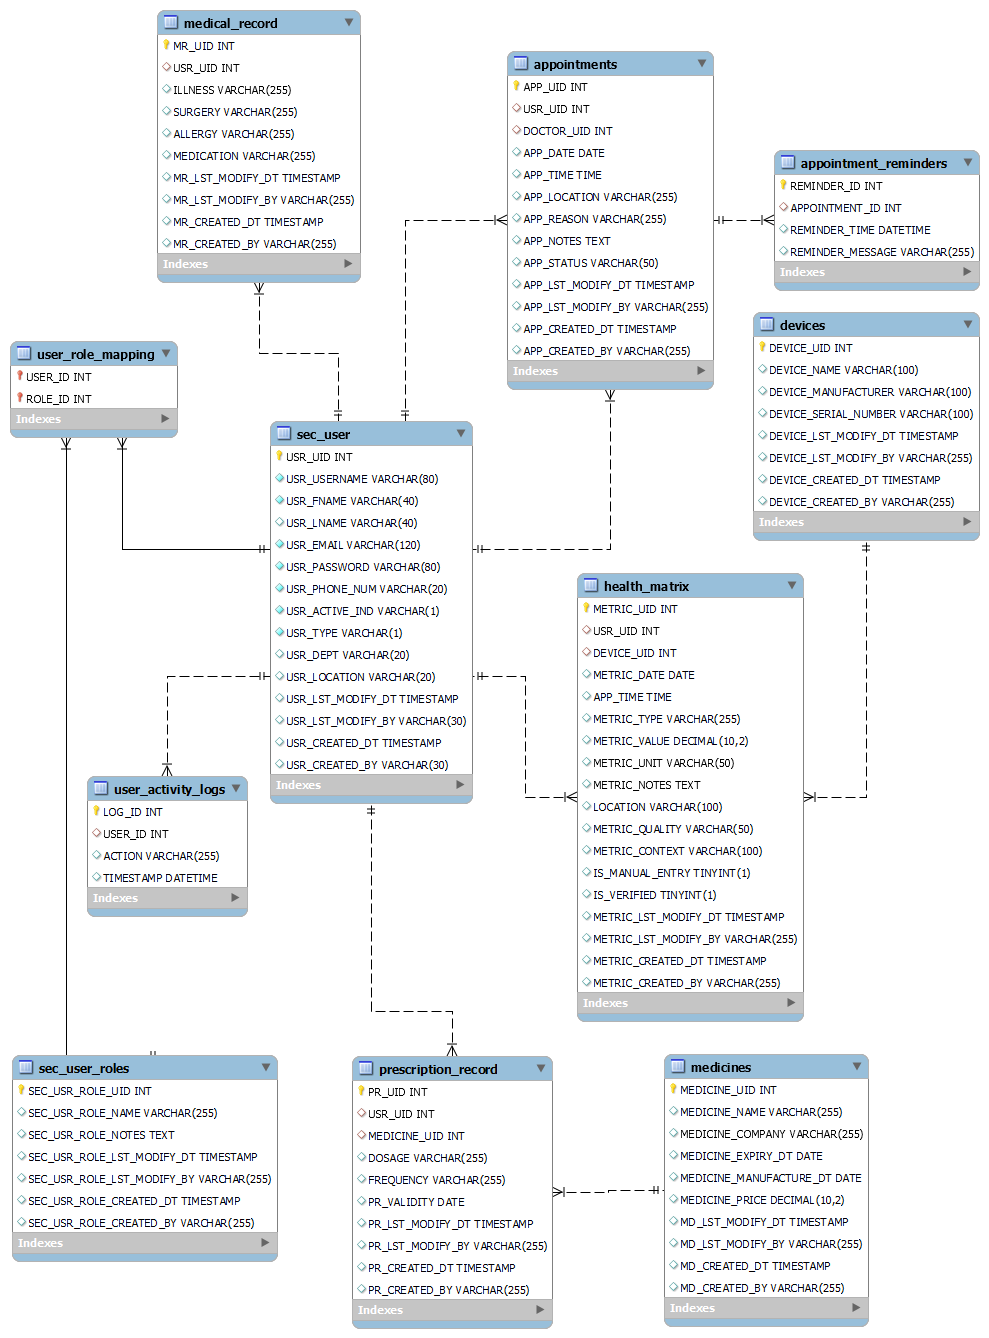 medical_record
MR_UID INT
USR_UID INT
ILLNESS VARCHAR(255)
SURGERY VARCHAR(255)
ALLERGY VARCHAR(255)
MEDICATION VARCHAR(255)
MR_LST_MODIFY_DT TIMESTAMP
MR_LST_MODIFY_BY VARCHAR(255)
MR_CREATED_DT TIMESTAMP
MR_CREATED_BY VARCHAR(255)
Indexes
appointments
APP_UID INT
USR_UID INT
DOCTOR_UID INT
APP_DATE DATE
APP_TIME TIME
APP_LOCATION VARCHAR(255)
APP_REASON VARCHAR(255)
APP_NOTES TEXT
APP_STATUS VARCHAR(50)
APP_LST_MODIFY_DT TIMESTAMP
APP_LST_MODIFY_BY VARCHAR(255)
APP_CREATED_DT TIMESTAMP
APP_CREATED_BY VARCHAR(255)
Indexes
appointment_reminders
REMINDER_ID INT
APPOINTMENT_ID INT
REMINDER_TIME DATETIME
REMINDER_MESSAGE VARCHAR(255)
Indexes
devices
DEVICE_UID INT
DEVICE_NAME VARCHAR(100)
DEVICE_MANUFACTURER VARCHAR(100)
DEVICE_SERIAL_NUMBER VARCHAR(100)
DEVICE_LST_MODIFY_DT TIMESTAMP
DEVICE_LST_MODIFY_BY VARCHAR(255)
DEVICE_CREATED_DT TIMESTAMP
DEVICE_CREATED_BY VARCHAR(255)
Indexes
user_role_mapping
USER_ID INT
ROLE_ID INT
Indexes
sec_user
USR_UID INT
USR_USERNAME VARCHAR(80)
USR_FNAME VARCHAR(40)
USR_LNAME VARCHAR(40)
USR_EMAIL VARCHAR(120)
USR_PASSWORD VARCHAR(80)
USR_PHONE_NUM VARCHAR(20)
USR_ACTIVE_IND VARCHAR(1)
USR_TYPE VARCHAR(1)
USR_DEPT VARCHAR(20)
USR_LOCATION VARCHAR(20)
USR_LST_MODIFY_DT TIMESTAMP
USR_LST_MODIFY_BY VARCHAR(30)
USR_CREATED_DT TIMESTAMP
USR_CREATED_BY VARCHAR(30)
Indexes
health_matrix
METRIC_UID INT
USR_UID INT
DEVICE_UID INT
METRIC_DATE DATE
APP_TIME TIME
METRIC_TYPE VARCHAR(255)
METRIC_VALUE DECIMAL(10,2)
METRIC_UNIT VARCHAR(50)
METRIC_NOTES TEXT
LOCATION VARCHAR(100)
METRIC_QUALITY VARCHAR(50)
METRIC_CONTEXT VARCHAR(100)
IS_MANUAL_ENTRY TINYINT(1)
IS_VERIFIED TINYINT(1)
METRIC_LST_MODIFY_DT TIMESTAMP
METRIC_LST_MODIFY_BY VARCHAR(255)
METRIC_CREATED_DT TIMESTAMP
METRIC_CREATED_BY VARCHAR(255)
Indexes
user_activity_logs
LOG_ID INT
USER_ID INT
ACTION VARCHAR(255)
TIMESTAMP DATETIME
Indexes
sec_user_roles
SEC_USR_ROLE_UID INT
SEC_USR_ROLE_NAME VARCHAR(255)
SEC_USR_ROLE_NOTES TEXT
SEC_USR_ROLE_LST_MODIFY_DT TIMESTAMP
SEC_USR_ROLE_LST_MODIFY_BY VARCHAR(255)
SEC_USR_ROLE_CREATED_DT TIMESTAMP
SEC_USR_ROLE_CREATED_BY VARCHAR(255)
Indexes
prescription_record
PR_UID INT
USR_UID INT
MEDICINE_UID INT
DOSAGE VARCHAR(255)
FREQUENCY VARCHAR(255)
PR_VALIDITY DATE
PR_LST_MODIFY_DT TIMESTAMP
PR_LST_MODIFY_BY VARCHAR(255)
PR_CREATED_DT TIMESTAMP
PR_CREATED_BY VARCHAR(255)
Indexes
medicines
MEDICINE_UID INT
MEDICINE_NAME VARCHAR(255)
MEDICINE_COMPANY VARCHAR(255)
MEDICINE_EXPIRY_DT DATE
MEDICINE_MANUFACTURE_DT DATE
MEDICINE_PRICE DECIMAL(10,2)
MD_LST_MODIFY_DT TIMESTAMP
MD_LST_MODIFY_BY VARCHAR(255)
MD_CREATED_DT TIMESTAMP
MD_CREATED_BY VARCHAR(255)
Indexes